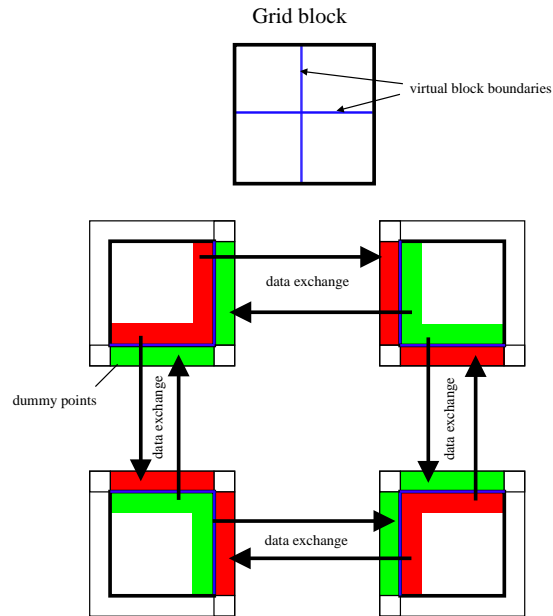 Grid block
virtual block boundaries
data exchange
dummy points
data exchange
data exchange
data exchange